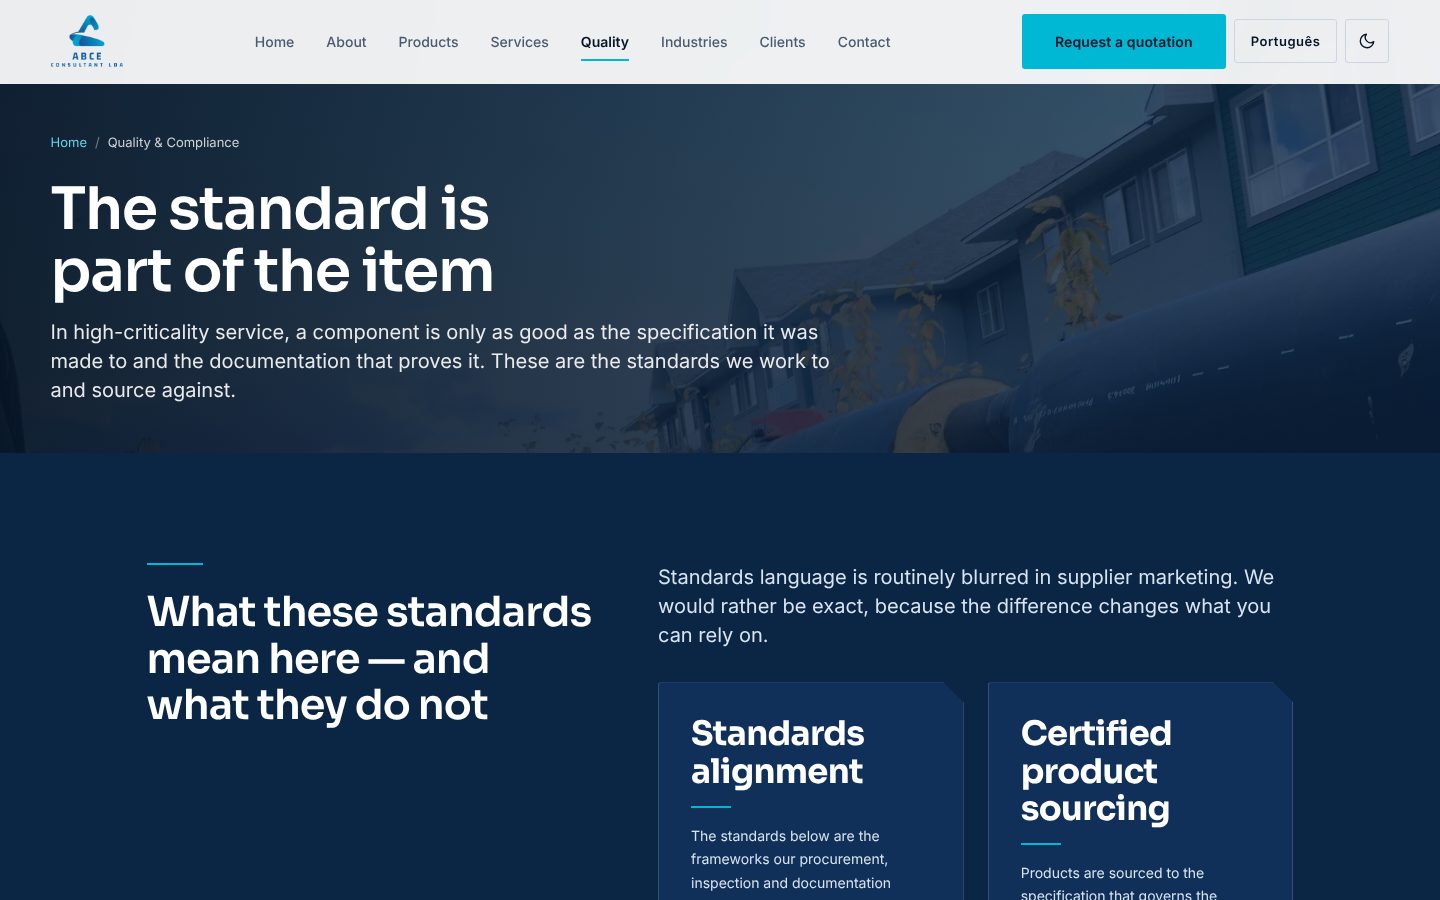 ABCE
CONSULTANT LDA
Home
About
Products
Services
Quality
Industries
Clients
Contact
Request a quotation
Português
Home / Quality & Compliance
The standard is
part of the item
In high-criticality service, a component is only as good as the specification it was
made to and the documentation that proves it. These are the standards we work to
and source against.
What these standards
mean here — and
what they do not
Standards language is routinely blurred in supplier marketing. We
would rather be exact, because the difference changes what you
can rely on.
Standards
alignment
The standards below are the
frameworks our procurement,
inspection and documentation
Certified
product
sourcing
Products are sourced to the
specification that governs the